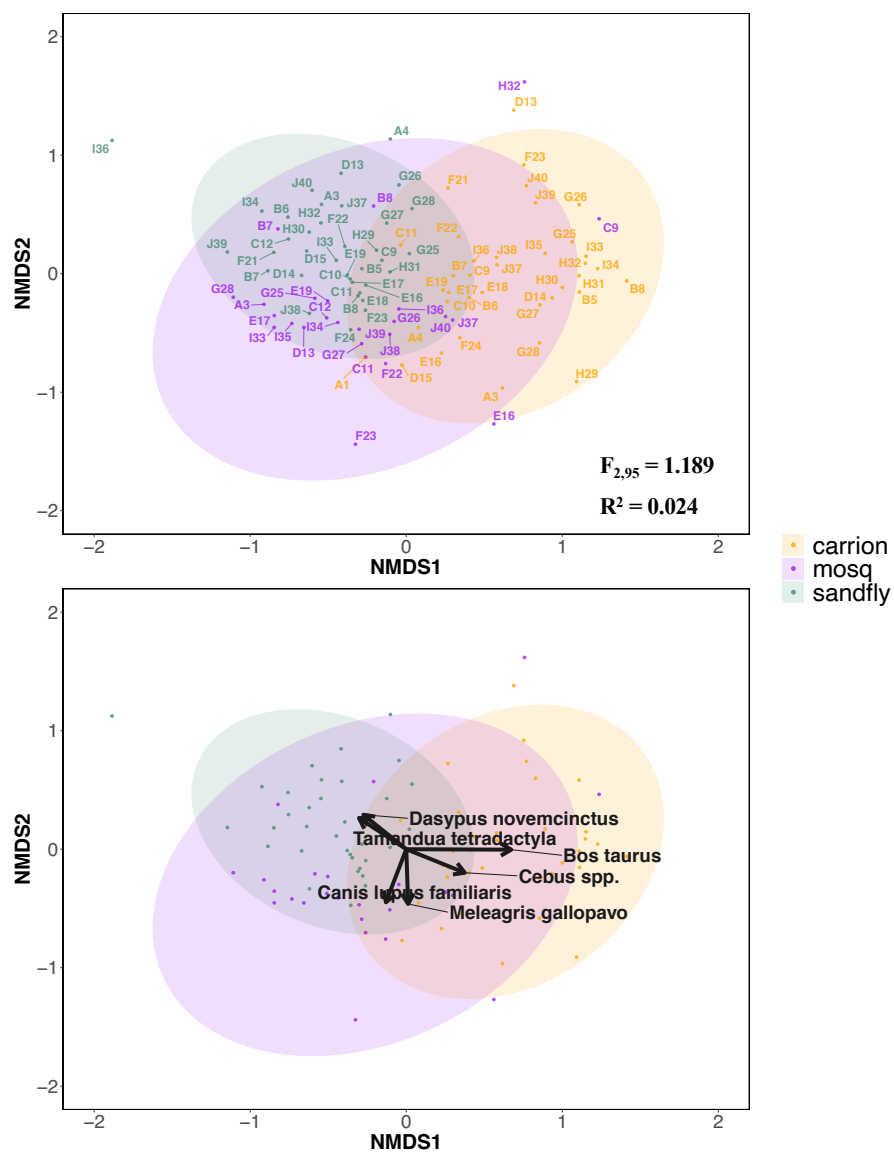 2
H32
D13
A4
I36
1
F23
D13
G26
J40
F21
J40
J39
G26
I34
A3
J37
B8
G28
B6
H32
F22
G27
C9
B7
H30
F22
C11
G25
J39
C12
I33
H29
G25
I36
J38
I35
I33
F21
D15
E19
B5
H31
B7
C9
J37
H32
I34
0
B7
D14
C10
E17
E19
H30
H31
B8
G28
G25
E19
E18
E16
E17
E18
D14
B5
A3
C12
C11
B8
C10
B6
G27
E17
J38
I34
F23
G26
I36
J40
J37
I33
I35
D13
F24
J39
A4
F24
G28
G27
J38
E16
A1
C11
F22
D15
H29
−1
A3
E16
F23
F2,95 = 1.189
R2 = 0.024
−2
−2
−1
0
1
2
NMDS1
NMDS2
carrion
mosq
sandfly
2
1
Dasypus novemcinctus
Tamandua tetradactyla
0
Bos taurus
Cebus spp.
Canis lupus familiaris
Meleagris gallopavo
−1
−2
−2
−1
0
1
2
NMDS1
NMDS2